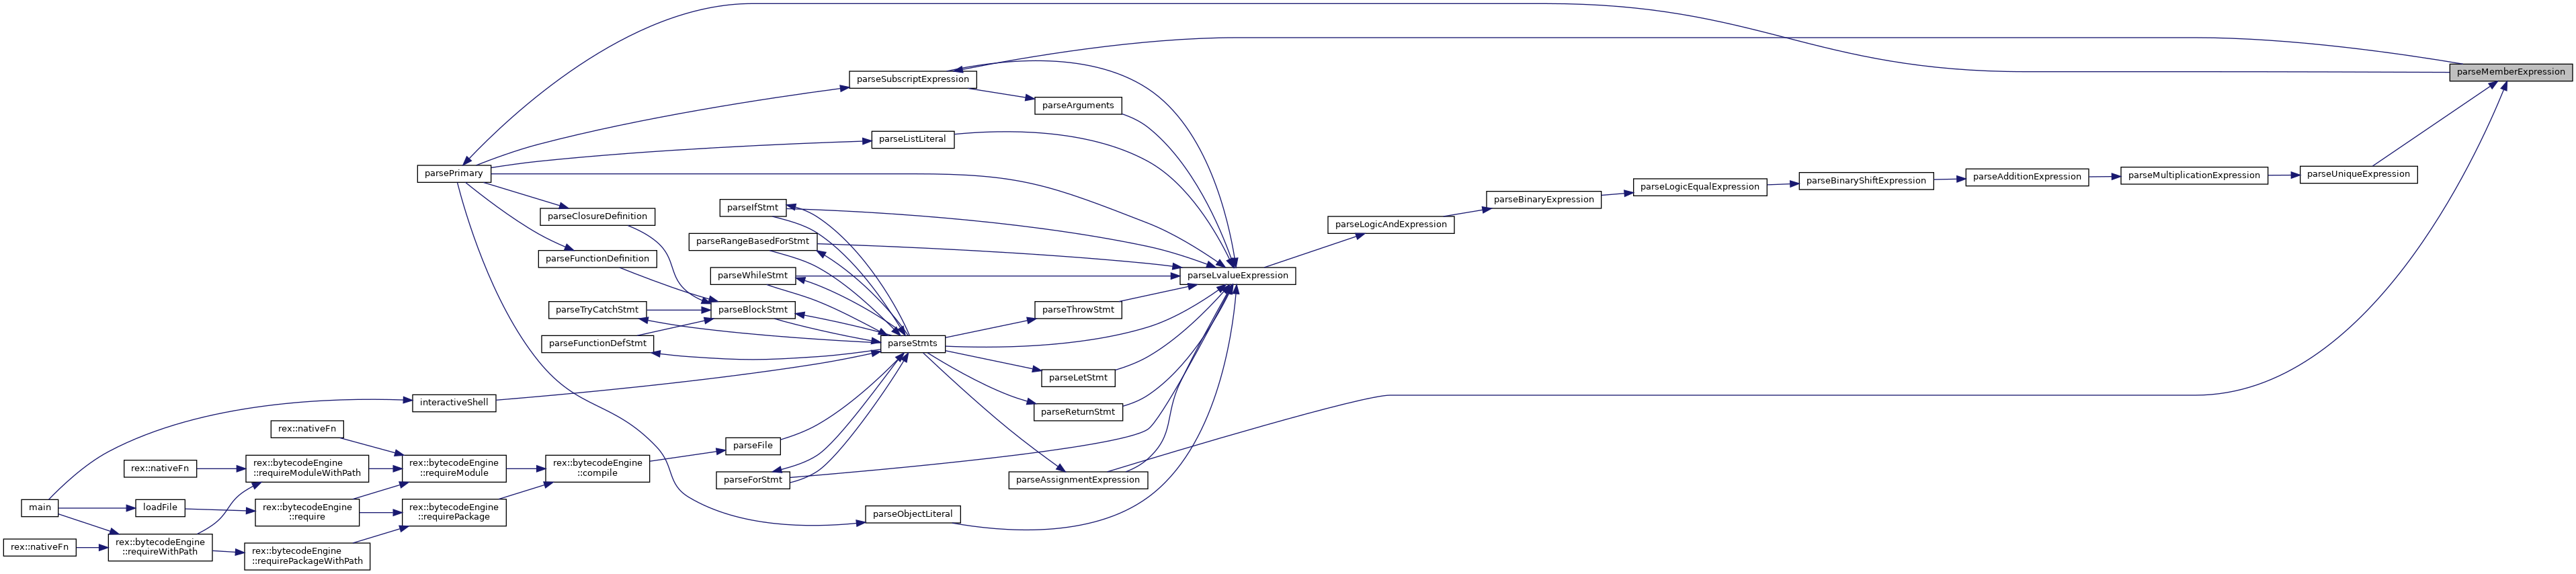 parseMemberExpression
parseSubscriptExpression
parseArguments
parseListLiteral
parsePrimary
parseUniqueExpression
parseMultiplicationExpression
parseAdditionExpression
parseBinaryShiftExpression
parseLogicEqualExpression
parseBinaryExpression
parseLogicAndExpression
parseIfStmt
parseClosureDefinition
parseRangeBasedForStmt
parseFunctionDefinition
parseWhileStmt
parseLvalueExpression
parseTryCatchStmt
parseBlockStmt
parseThrowStmt
parseFunctionDefStmt
parseStmts
parseLetStmt
interactiveShell
parseReturnStmt
rex::nativeFn
parseFile
rex::nativeFn
rex::bytecodeEngine
::requireModuleWithPath
rex::bytecodeEngine
::requireModule
rex::bytecodeEngine
::compile
parseForStmt
parseAssignmentExpression
main
loadFile
rex::bytecodeEngine
::require
rex::bytecodeEngine
::requirePackage
parseObjectLiteral
rex::nativeFn
rex::bytecodeEngine
::requireWithPath
rex::bytecodeEngine
::requirePackageWithPath